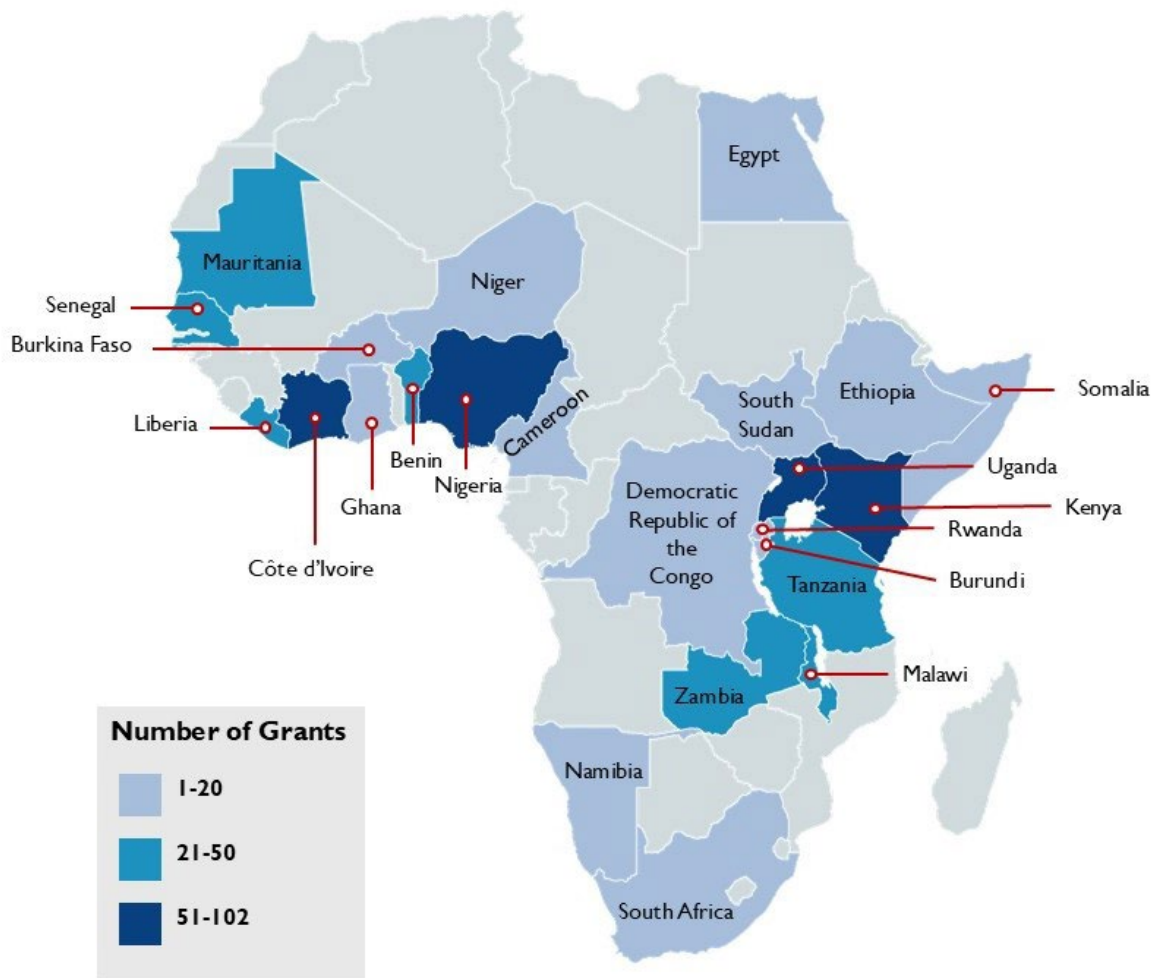 Egypt
Mauritania
Niger
Senegal
Burkina Faso
Ethiopia
Somalia
South
Sudan
Cameroon
Liberia
Benin
Uganda
Nigeria
Ghana
Democratic
Republic of
the
Congo
Kenya
Rwanda
Côte d'Ivoire
Burundi
Tanzania
Malawi
Zambia
Namibia
South Africa
Number of Grants
1-20
21-50
51-102